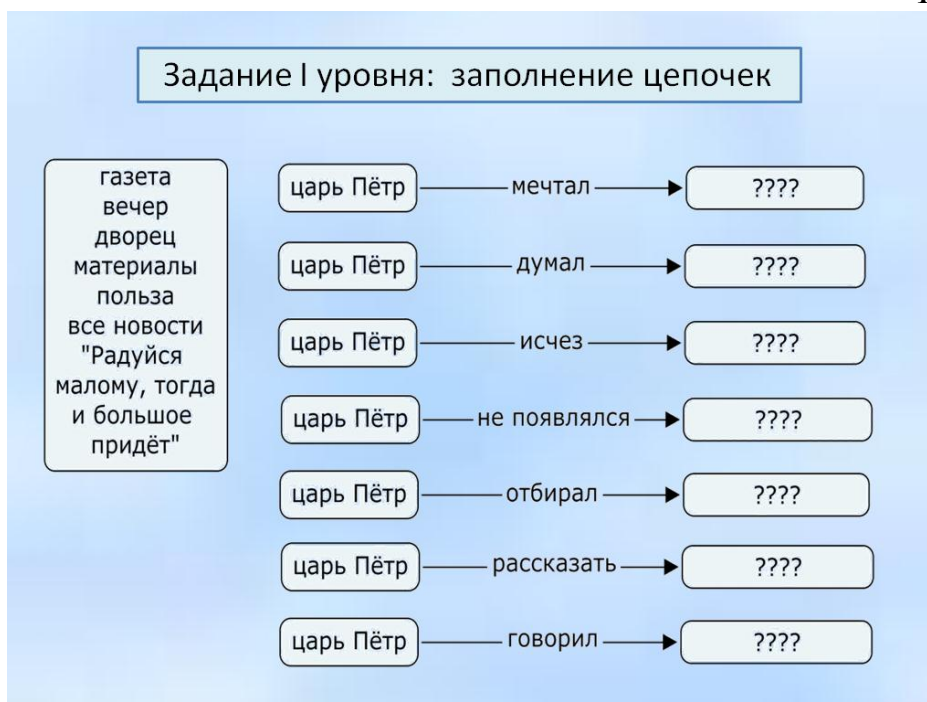 Задание I уровня: заполнение цепочек
газета
вечер
дворец
материалы
польза
все новости
"Радуйся
малому, тогда
и большое
придёт"
царь Пётр мечтал ????
царь Пётр думал ????
царь Пётр исчез ????
царь Пётр не появлялся ????
царь Пётр отбирал ????
царь Пётр рассказать ????
царь Пётр говорил ????